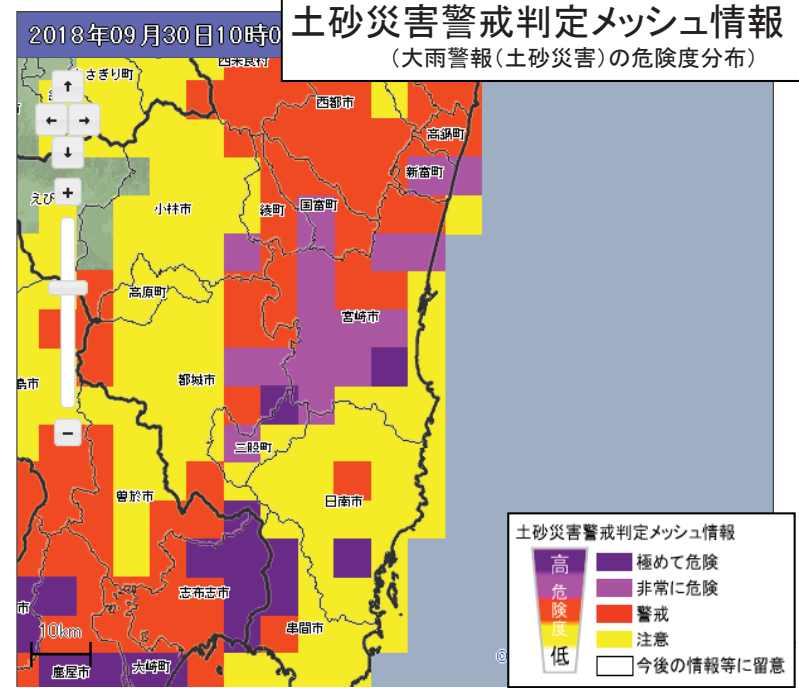 土砂災害警戒判定メッシュ情報
(大雨警報(土砂災害)の危険度分布)
2018年09月30日10時
西米良村
さぎり町
西都市
高鍋町
新富町
えび
小林市
綾町
国富町
高原町
宮崎市
島市
都城市
三股町
曽於市
日南市
志布志市
市
串間市
10km
鹿屋市
大崎町
土砂災害警戒判定メッシュ情報
高
危
険
度
低
極めて危険
非常に危険
警戒
注意
今後の情報等に留意